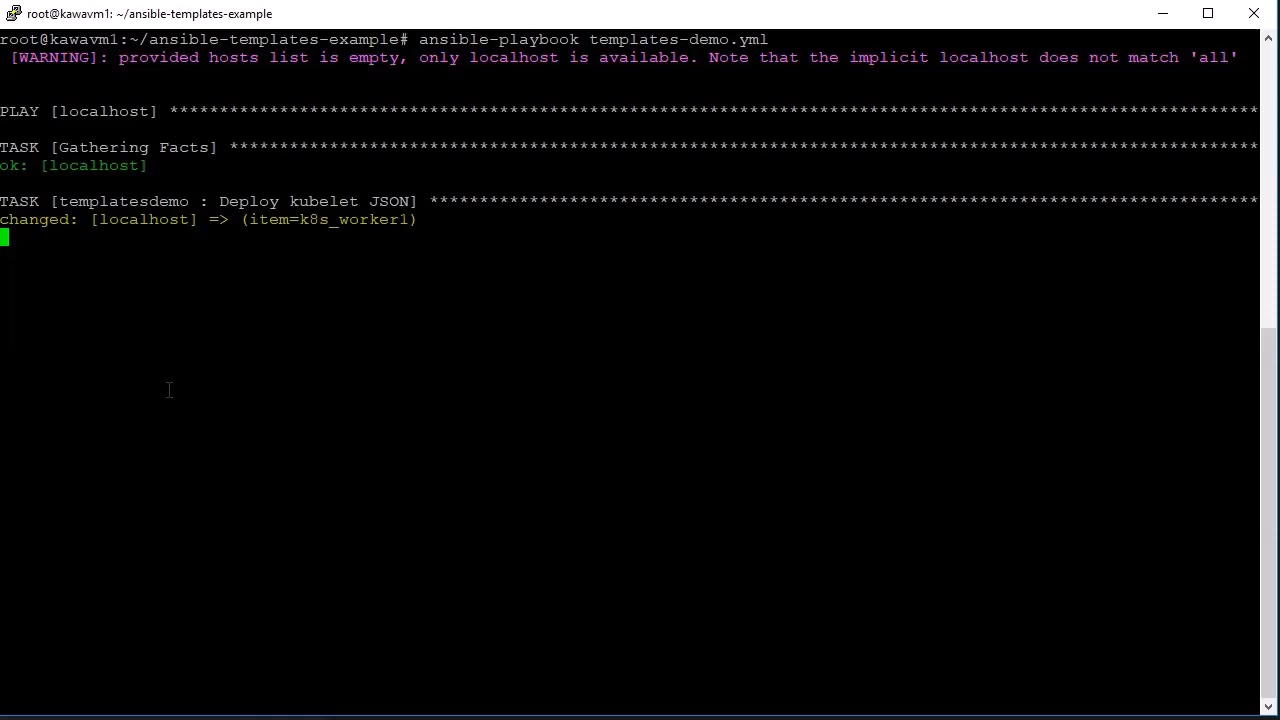 root@kawavm1: ~/ansible-templates-example
root@kawavm1:~/ansible-templates-example# ansible-playbook templates-demo.yml
[WARNING]: provided hosts list is empty, only localhost is available. Note that the implicit localhost does not match 'all'
PLAY [localhost] *************************************************************************************************************
TASK [Gathering Facts] *******************************************************************************************************
ok: [localhost]
TASK [templatesdemo : Deploy kubelet JSON] ***********************************************************************************
changed: [localhost] => (item=k8s_worker1)